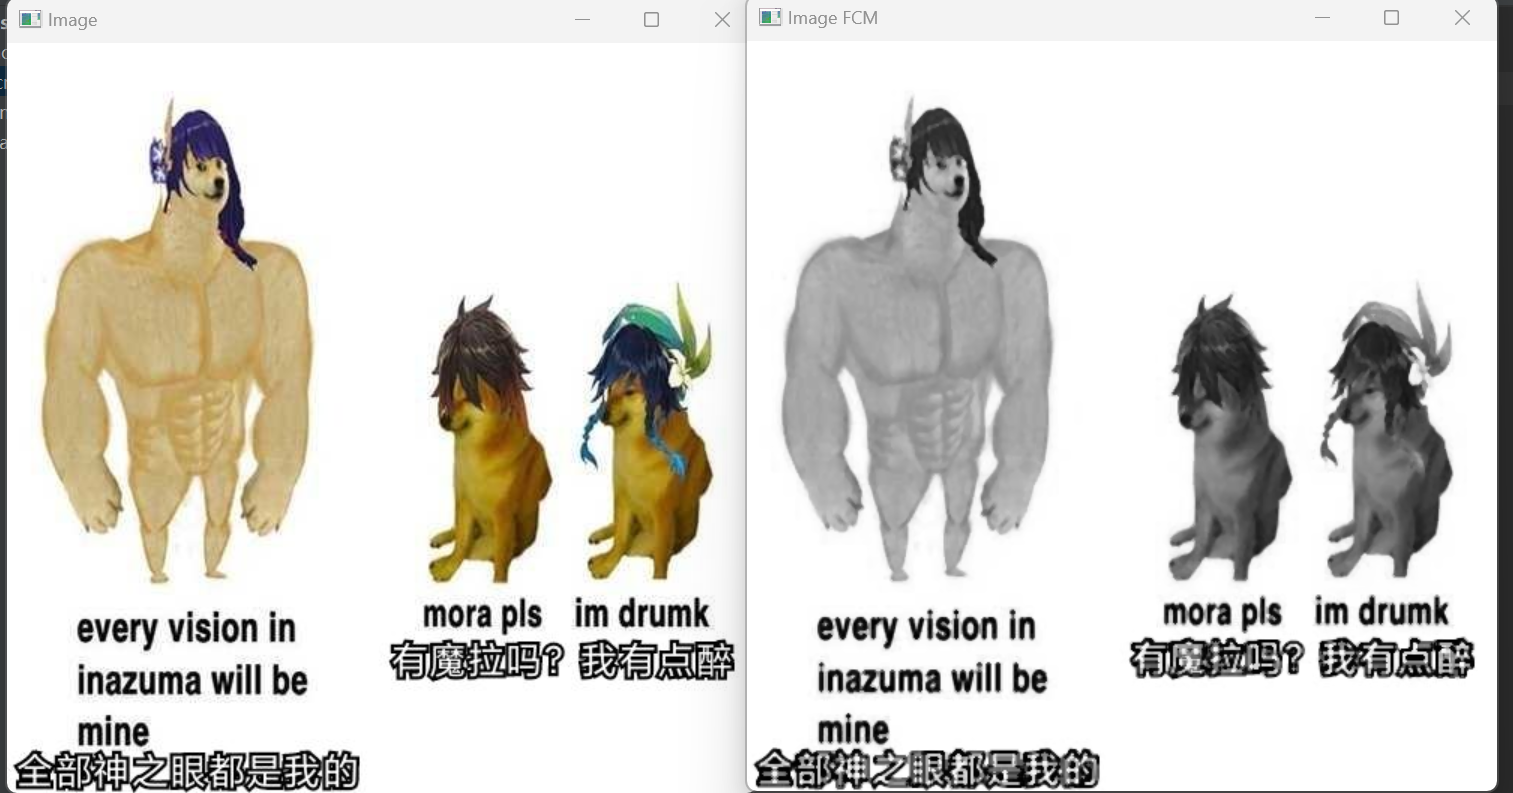 Image
every vision in
inazuma will be
mine
全部神之眼都是我的
mora pls
有魔拉吗?
im drumk
我有点醉
Image FCM
every vision in
inazuma will be
mine
全部神之眼都是我的
mora pls
有魔拉吗?
im drumk
我有点醉